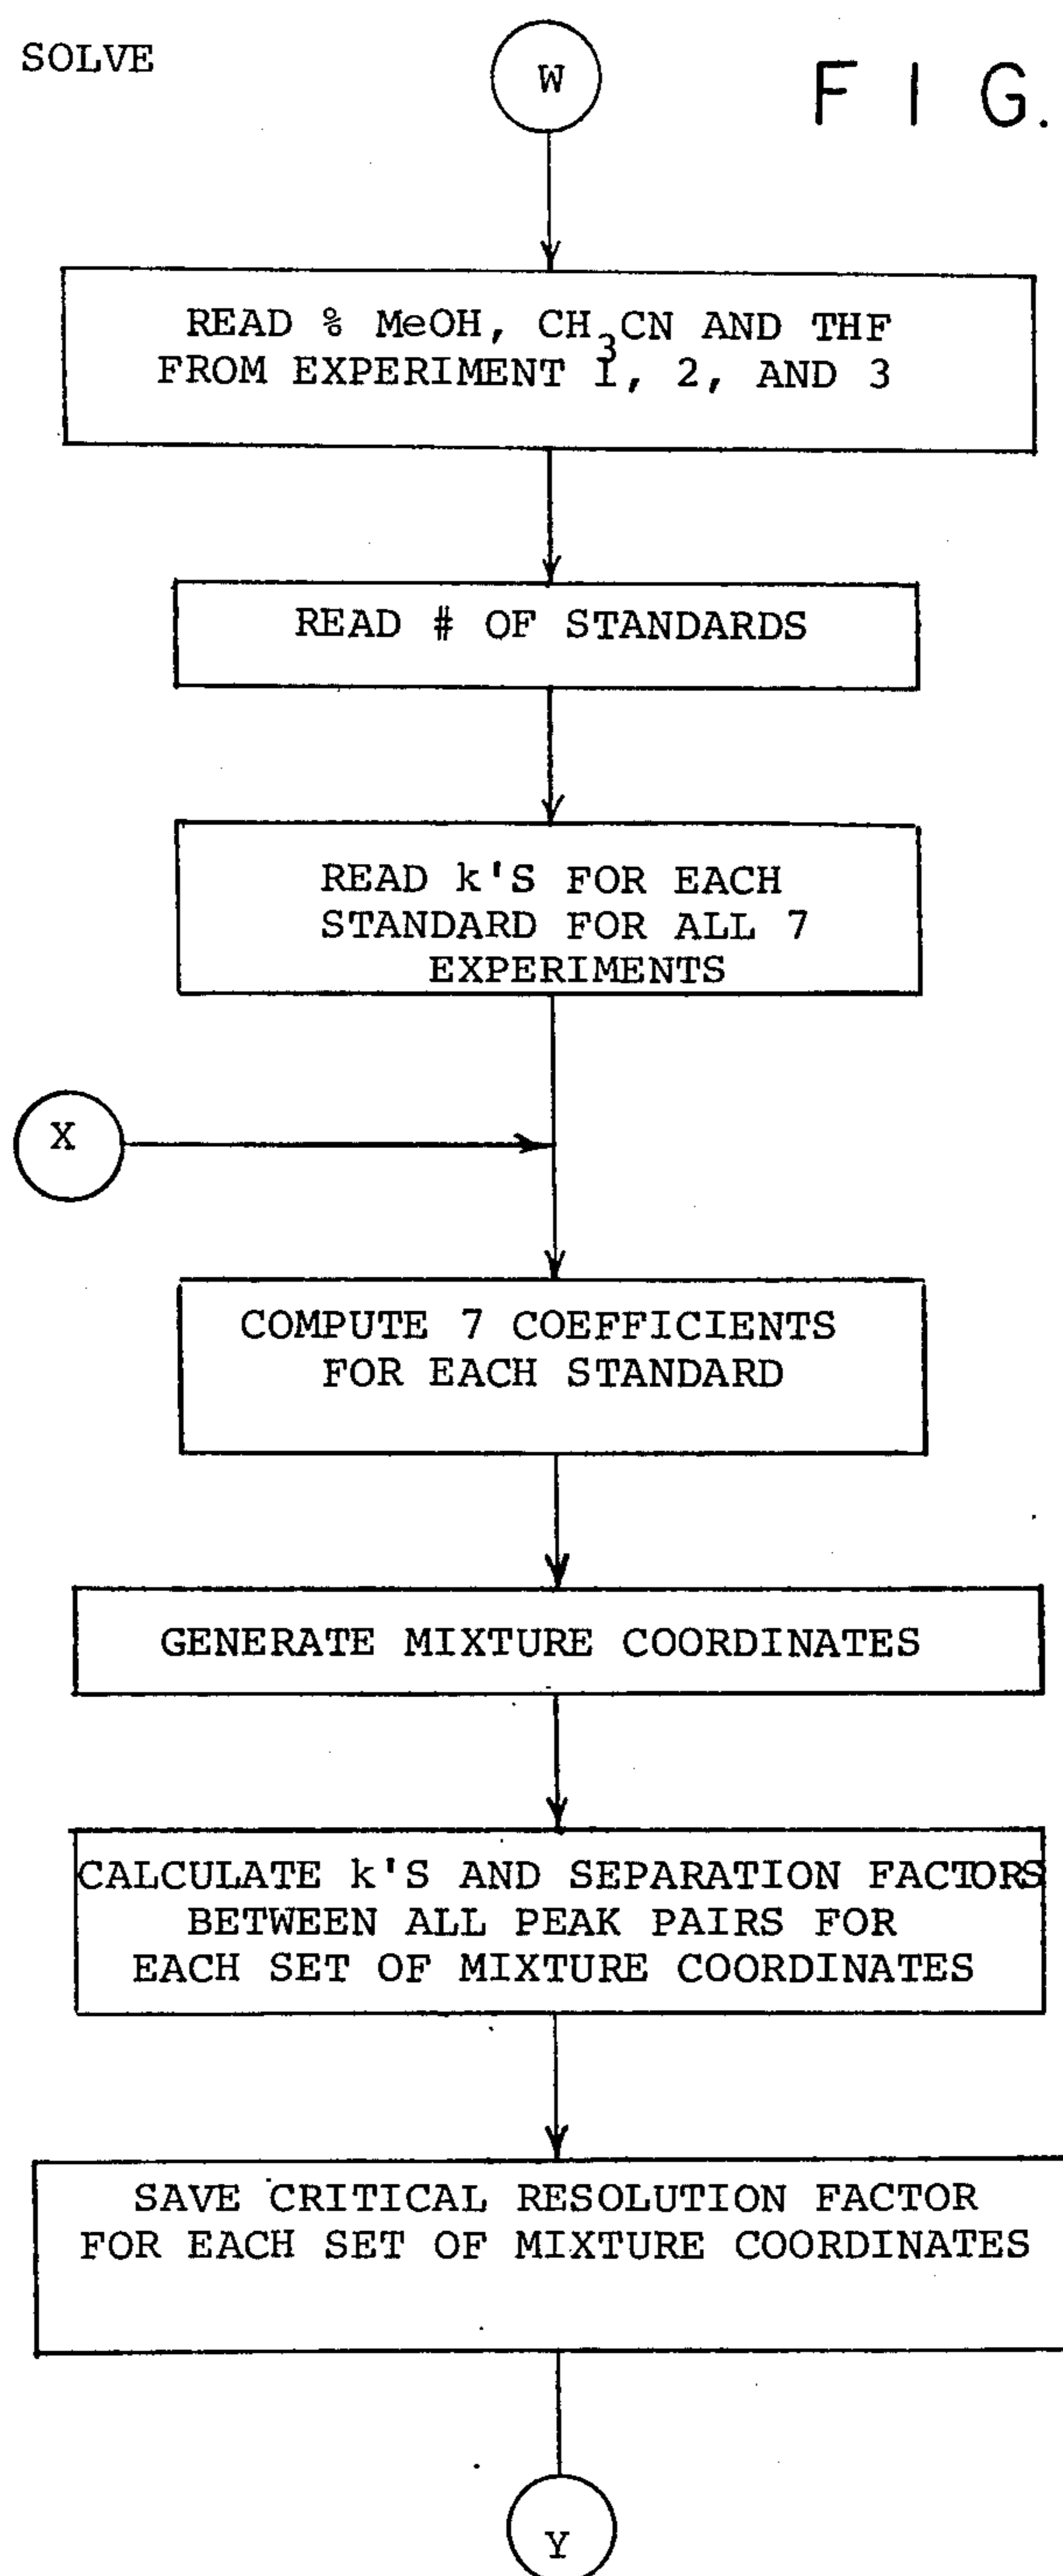 SOLVE
W
F I G.
READ % MeOH, CH3CN AND THF
FROM EXPERIMENT 1, 2, AND 3
READ # OF STANDARDS
READ k'S FOR EACH
STANDARD FOR ALL 7
EXPERIMENTS
X
COMPUTE 7 COEFFICIENTS
FOR EACH STANDARD
GENERATE MIXTURE COORDINATES
CALCULATE k'S AND SEPARATION FACTORS
BETWEEN ALL PEAK PAIRS FOR
EACH SET OF MIXTURE COORDINATES
SAVE CRITICAL RESOLUTION FACTOR
FOR EACH SET OF MIXTURE COORDINATES
Y